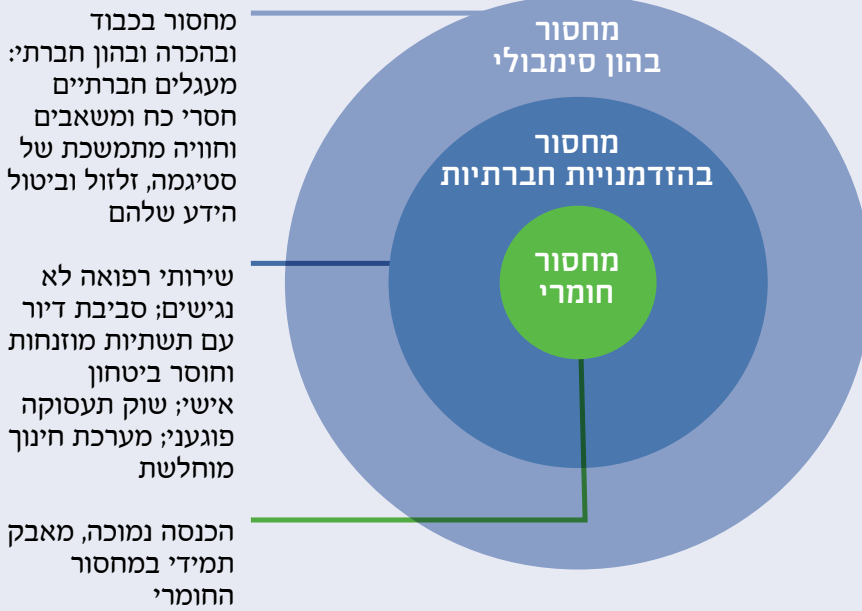 מחסור
בהון סימבולי
מחסור
בהזדמנויות חברתיות
מחסור
חומרי
מחסור בכבוד
ובהכרה ובהון חברתי:
מעגלים חברתיים
חסרי כח ומשאבים
וחוויה מתמשכת של
סטיגמה, זלזול וביטול
הידע שלהם
שירותי רפואה לא
נגישים; סביבת דיור
עם תשתיות מוזנחות
וחוסר ביטחון
אישי; שוק תעסוקה
פוגעני; מערכת חינוך
מוחלשת
הכנסה נמוכה, מאבק
תמידי במחסור
החומרי